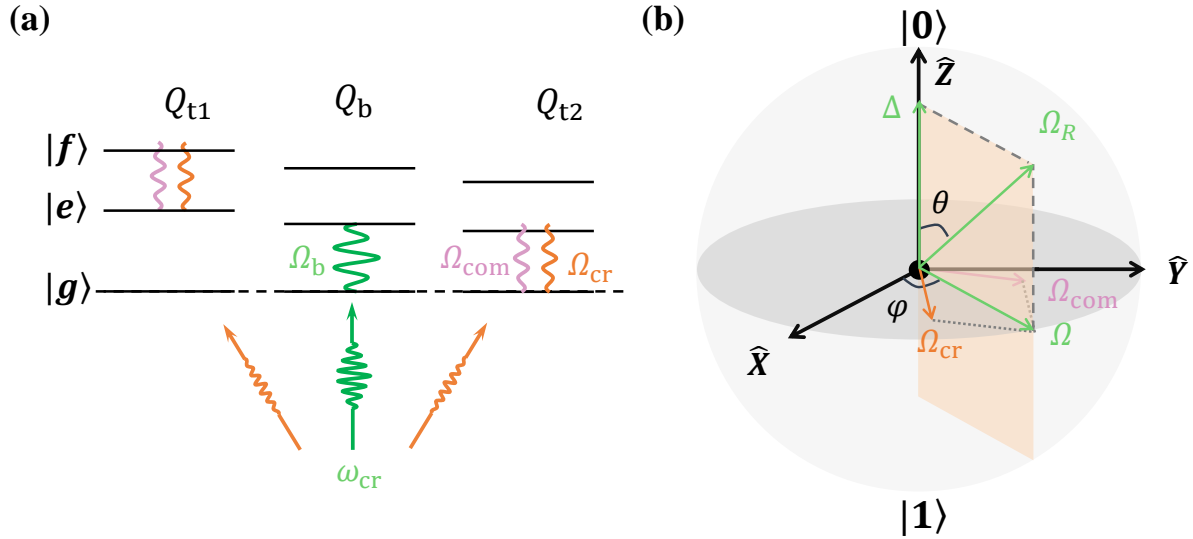 (a)
Q_t1
Q_b
Q_t2
|f⟩
|e⟩
|g⟩
Ω_b
Ω_com
Ω_cr
ω_cr
(b)
|0⟩
Ẑ
Δ
Ω_R
θ
Ŷ
Ω_com
φ
Ω
Ω_cr
X̂
|1⟩